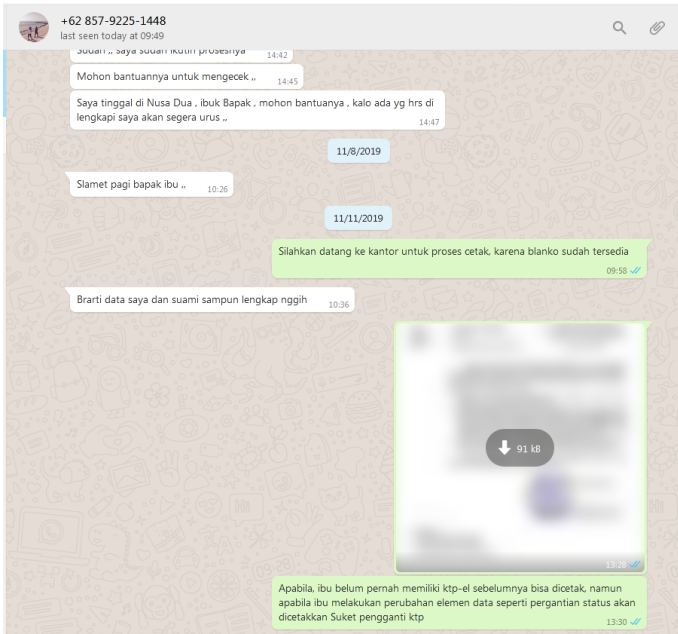 +62 857-9225-1448
last seen today at 09:49
Sudah ,, saya sudah ikutin prosesnya
14:42
Mohon bantuannya untuk mengecek ,,
14:45
Saya tinggal di Nusa Dua , ibuk Bapak , mohon bantuanya , kalo ada yg hrs di
lengkapi saya akan segera urus ,,
14:47
11/8/2019
Slamet pagi bapak ibu ,,
10:26
11/11/2019
Silahkan datang ke kantor untuk proses cetak, karena blanko sudah tersedia
09:58
Brarti data saya dan suami sampun lengkap nggih
10:36
91 kB
13:28
Apabila, ibu belum pernah memiliki ktp-el sebelumnya bisa dicetak, namun
apabila ibu melakukan perubahan elemen data seperti pergantian status akan
dicetakkan Suket pengganti ktp
13:30